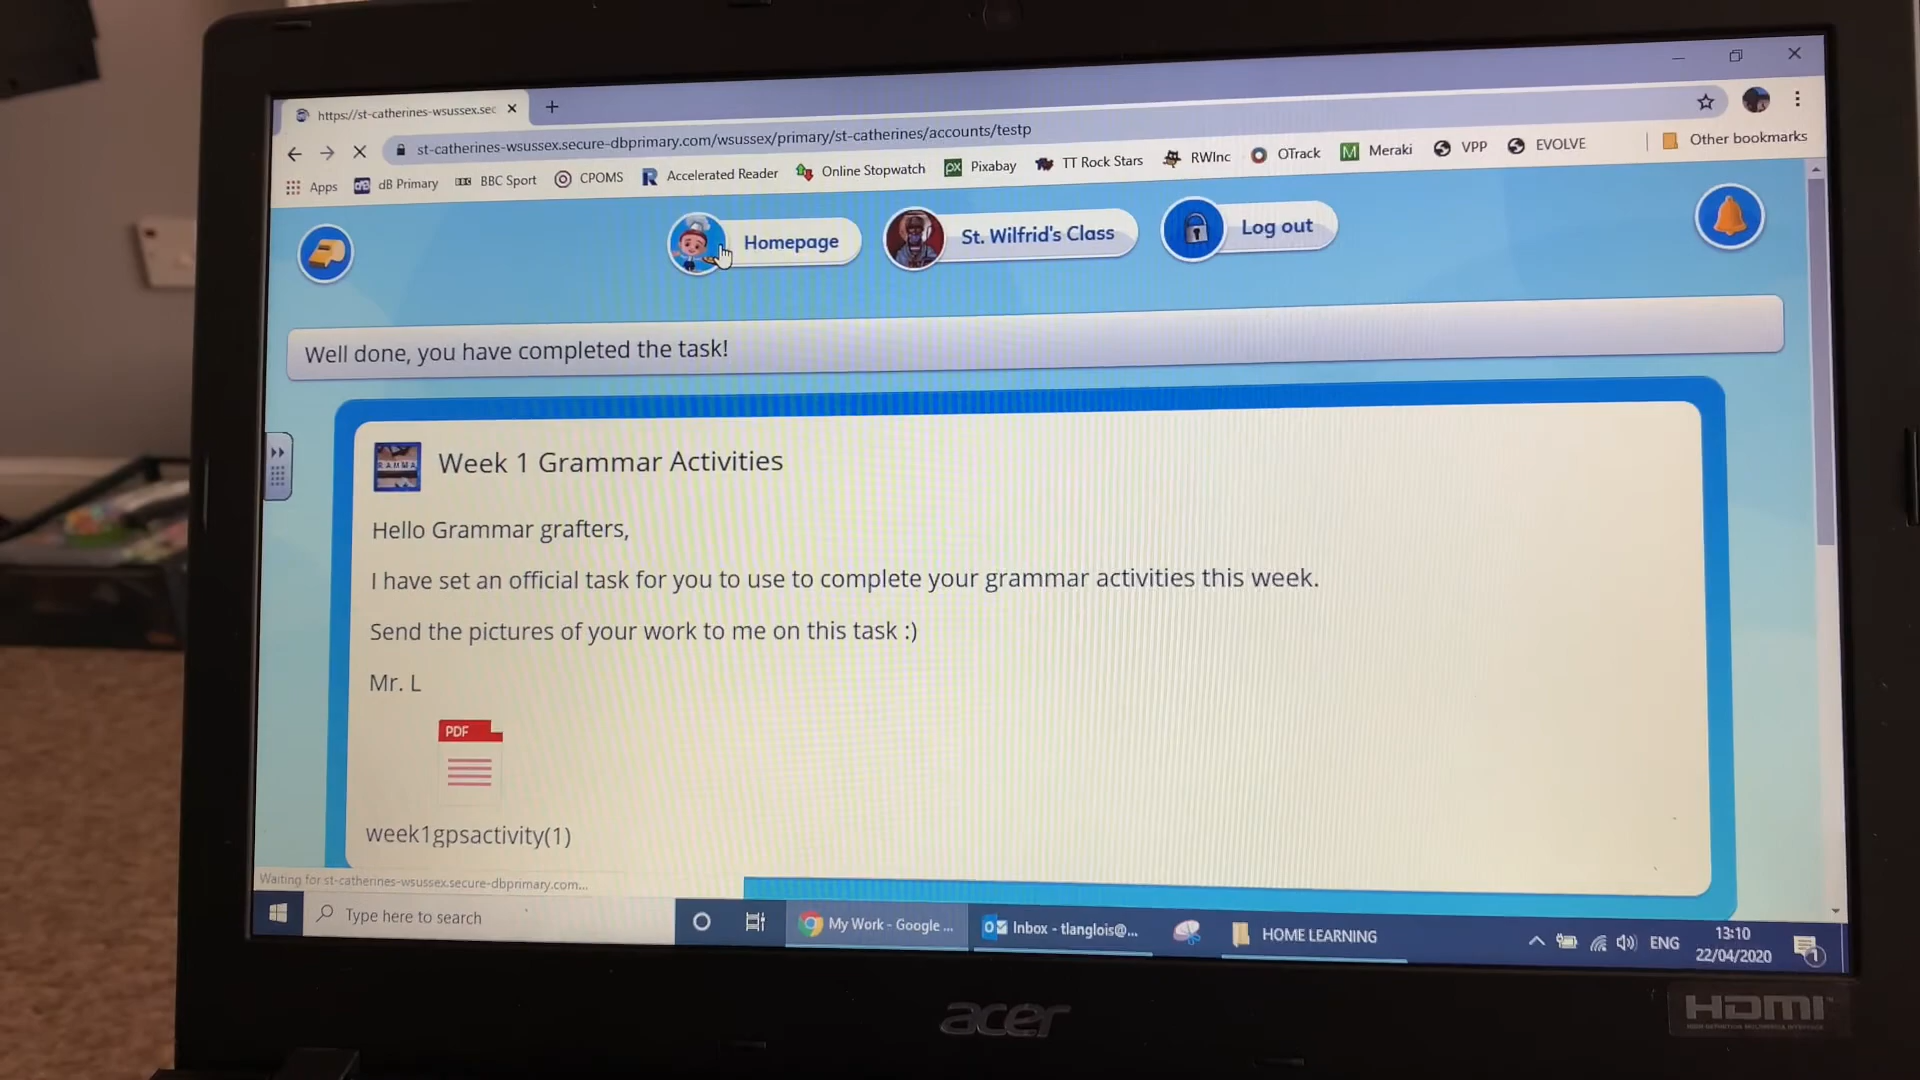 https://st-catherines-wsussex.sec
st-catherines-wsussex.secure-dbprimary.com/wsussex/primary/st-catherines/accounts/testp
Apps dB Primary BBC Sport CPOMS Accelerated Reader Online Stopwatch Pixabay TT Rock Stars RWInc OTrack Meraki VPP EVOLVE Other bookmarks
Homepage St. Wilfrid's Class Log out
Well done, you have completed the task!
Week 1 Grammar Activities
Hello Grammar grafters,
I have set an official task for you to use to complete your grammar activities this week.
Send the pictures of your work to me on this task :)
Mr. L
PDF
week1gpsactivity(1)
Waiting for st-catherines-wsussex.secure-dbprimary.com...
Type here to search
My Work - Google ...
Inbox - tlanglois@...
HOME LEARNING
ENG
13:10
22/04/2020
1
acer
HDMI
HIGH-DEFINITION MULTIMEDIA INTERFACE